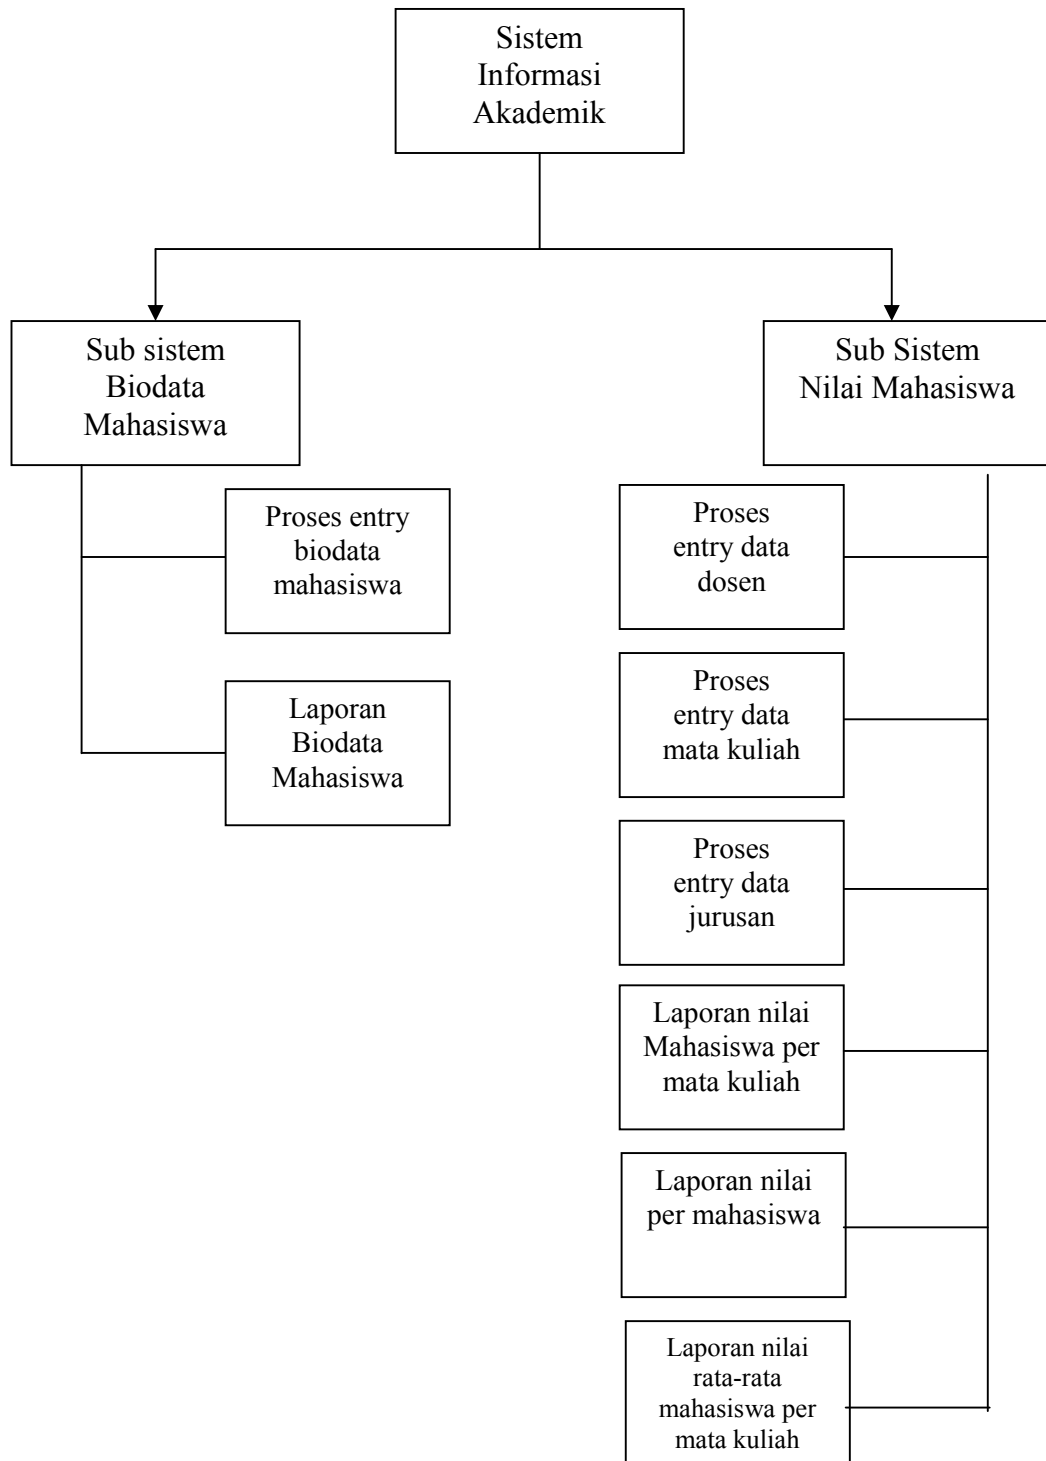 Sistem
Informasi
Akademik
Sub sistem
Biodata
Mahasiswa
Sub Sistem
Nilai Mahasiswa
Proses entry
biodata
mahasiswa
Laporan
Biodata
Mahasiswa
Proses
entry data
dosen
Proses
entry data
mata kuliah
Proses
entry data
jurusan
Laporan nilai
Mahasiswa per
mata kuliah
Laporan nilai
per mahasiswa
Laporan nilai
rata-rata
mahasiswa per
mata kuliah